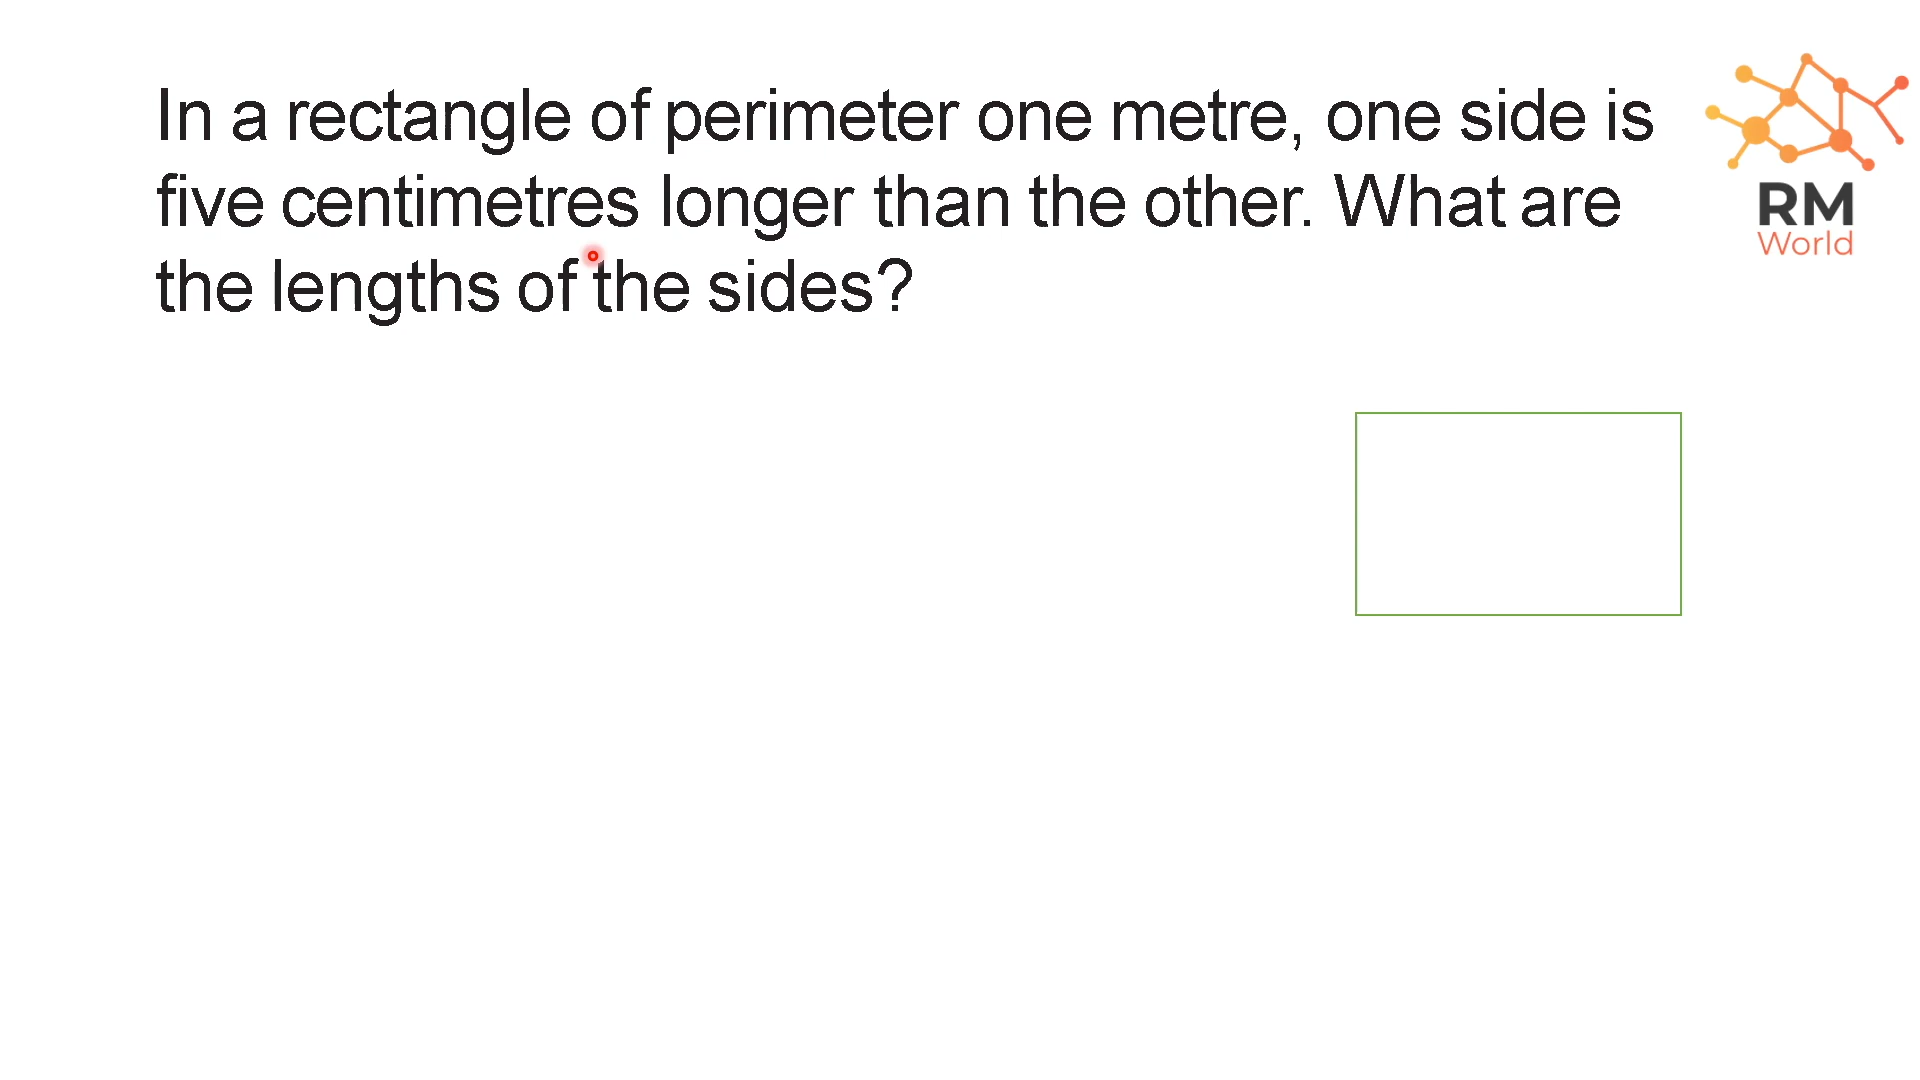 In a rectangle of perimeter one metre, one side is
five centimetres longer than the other. What are
the lengths of the sides?
RM
World